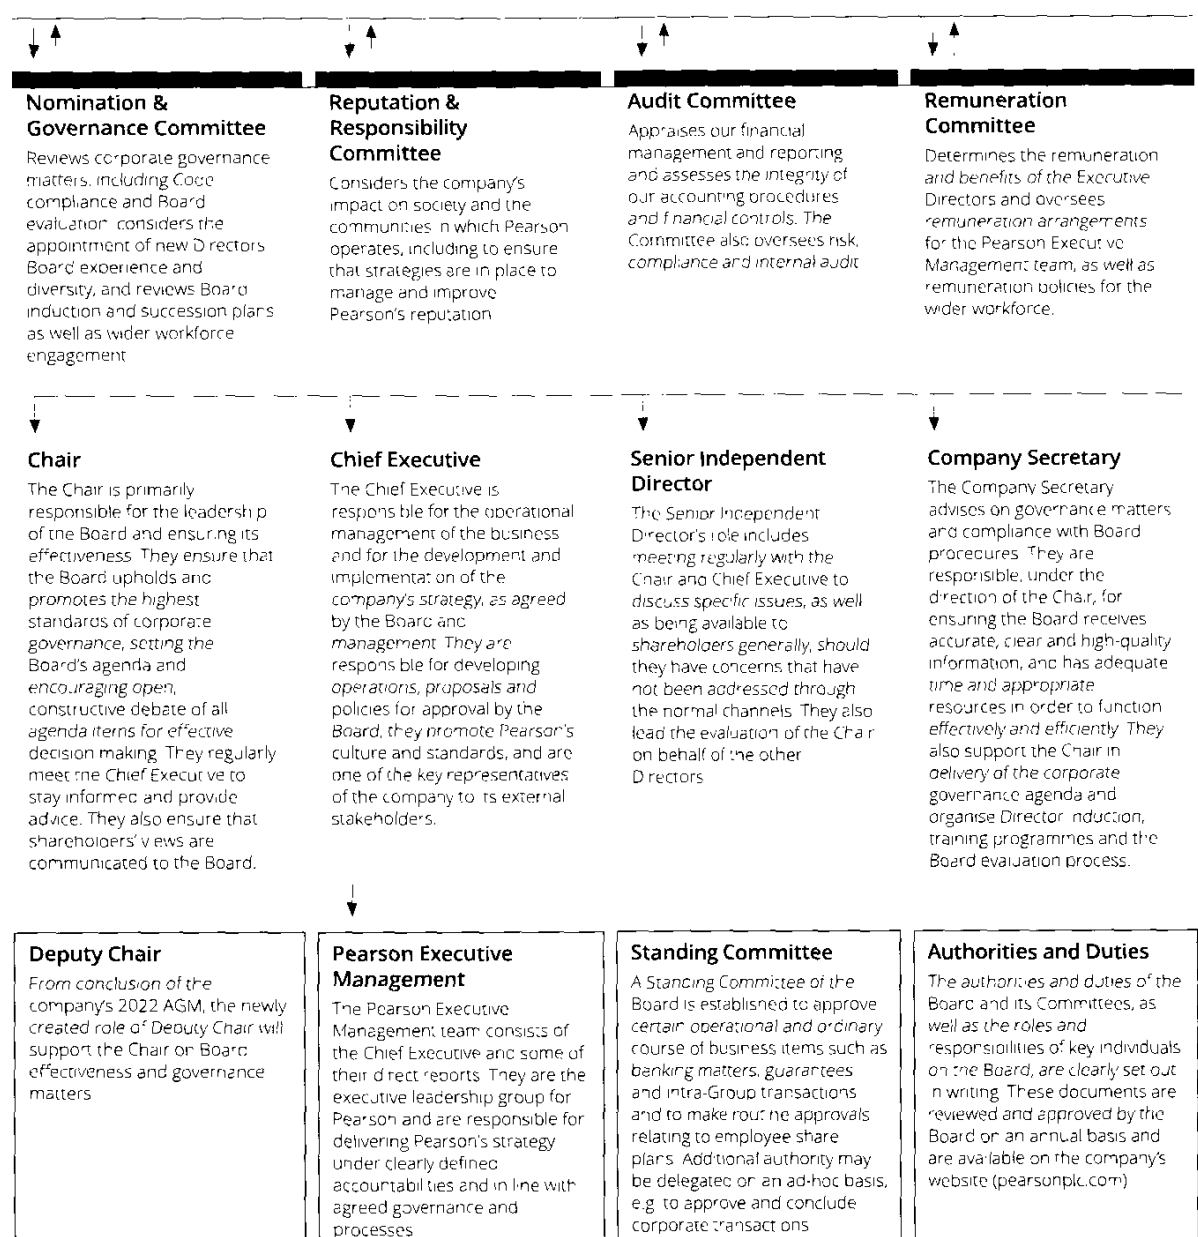 Nomination &
Governance Committee
Reviews corporate governance
matters, including Code
compliance and Board
evaluation, considers the
appointment of new Directors
Board experience and
diversity, and reviews Board
induction and succession plans
as well as wider workforce
engagement
Reputation &
Responsibility
Committee
Considers the company's
impact on society and the
communities in which Pearson
operates, including to ensure
that strategies are in place to
manage and improve
Pearson's reputation
Audit Committee
Appraises our financial
management and reporting
and assesses the integrity of
our accounting procedures
and financial controls. The
Committee also oversees risk,
compliance and internal audit
Remuneration
Committee
Determines the remuneration
and benefits of the Executive
Directors and oversees
remuneration arrangements
for the Pearson Executive
Management team, as well as
remuneration policies for the
wider workforce.
Chair
The Chair is primarily
responsible for the leadership
of the Board and ensuring its
effectiveness. They ensure that
the Board upholds and
promotes the highest
standards of corporate
governance, setting the
Board's agenda and
encouraging open,
constructive debate of all
agenda items for effective
decision making. They regularly
meet the Chief Executive to
stay informed and provide
advice. They also ensure that
shareholders' views are
communicated to the Board.
Chief Executive
The Chief Executive is
responsible for the operational
management of the business
and for the development and
implementation of the
company's strategy, as agreed
by the Board and
management. They are
responsible for developing
operations, proposals and
policies for approval by the
Board, they promote Pearson's
culture and standards, and are
one of the key representatives
of the company to its external
stakeholders.
Senior Independent
Director
The Senior Independent
Director's role includes
meeting regularly with the
Chair and Chief Executive to
discuss specific issues, as well
as being available to
shareholders generally, should
they have concerns that have
not been addressed through
the normal channels. They also
lead the evaluation of the Chair
on behalf of the other
Directors
Company Secretary
The Company Secretary
advises on governance matters
and compliance with Board
procedures. They are
responsible, under the
direction of the Chair, for
ensuring the Board receives
accurate, clear and high-quality
information, and has adequate
time and appropriate
resources in order to function
effectively and efficiently. They
also support the Chair in
delivery of the corporate
governance agenda and
organise Director induction,
training programmes and the
Board evaluation process.
Deputy Chair
From conclusion of the
company's 2022 AGM, the newly
created role of Deputy Chair will
support the Chair on Board
effectiveness and governance
matters
Pearson Executive
Management
The Pearson Executive
Management team consists of
the Chief Executive and some of
their direct reports. They are the
executive leadership group for
Pearson and are responsible for
delivering Pearson's strategy
under clearly defined
accountabilities and in line with
agreed governance and
processes
Standing Committee
A Standing Committee of the
Board is established to approve
certain operational and ordinary
course of business items such as
banking matters, guarantees
and intra-Group transactions
and to make routine approvals
relating to employee share
plans. Additional authority may
be delegated on an ad-hoc basis,
e.g. to approve and conclude
corporate transactions
Authorities and Duties
The authorities and duties of the
Board and its Committees, as
well as the roles and
responsibilities of key individuals
on the Board, are clearly set out
in writing. These documents are
reviewed and approved by the
Board on an annual basis and
are available on the company's
website (pearsonplc.com)